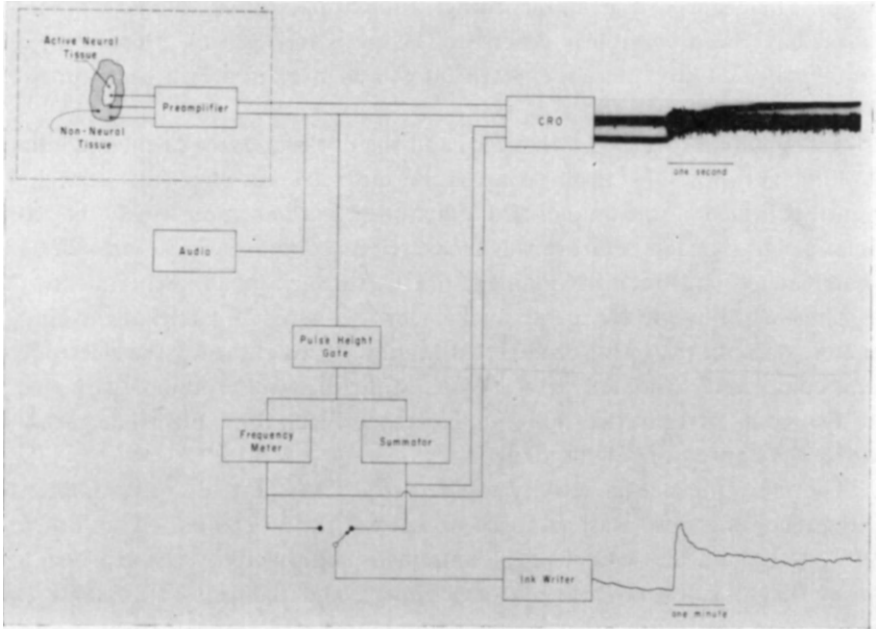 Active Neural
Tissue
Preamplifier
Non-Neural
Tissue
CRO
one second
Audio
Pulse Height
Gate
Frequency
Meter
Summator
Ink Writer
one minute